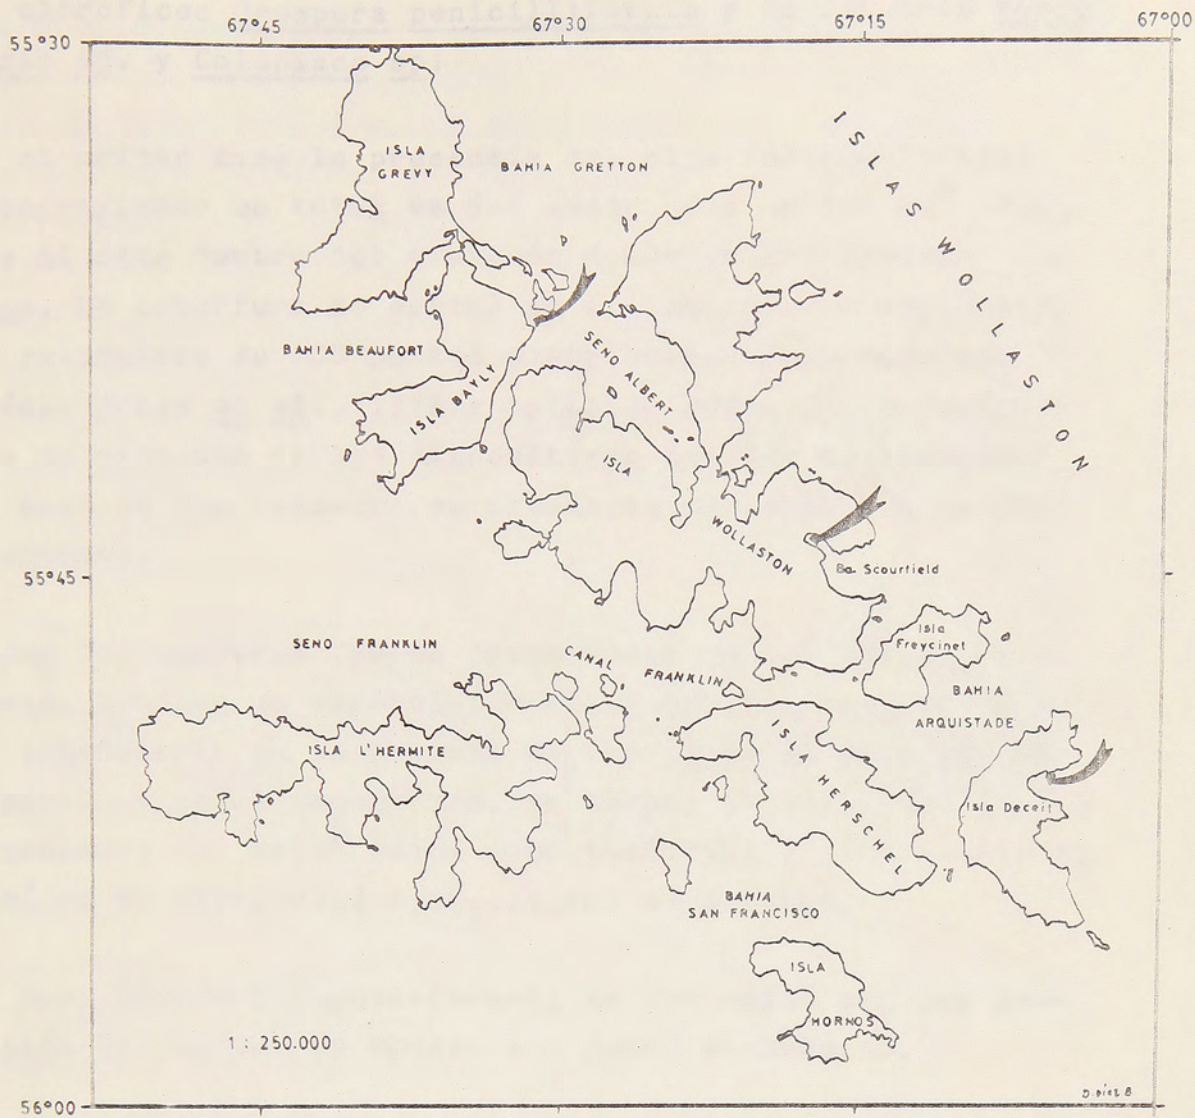 67°45
67°30
67°15
67°00
55°30
ISLAS WOLLASTON
ISLA
GREVY
BAHIA GRETTON
BAHIA BEAUFORT
SENO ALBERT
ISLA BAYLY
ISLA
WOLLASTON
Ba. Scourfield
55°45
Isla
Freycinet
SENO FRANKLIN
CANAL FRANKLIN
BAHIA
ARQUISTADE
ISLA L'HERMITE
ISLA HERSCHEL
Isla Deceit
BAHIA
SAN FRANCISCO
ISLA
HORNOS
1 : 250.000
D. Díez B
56°00